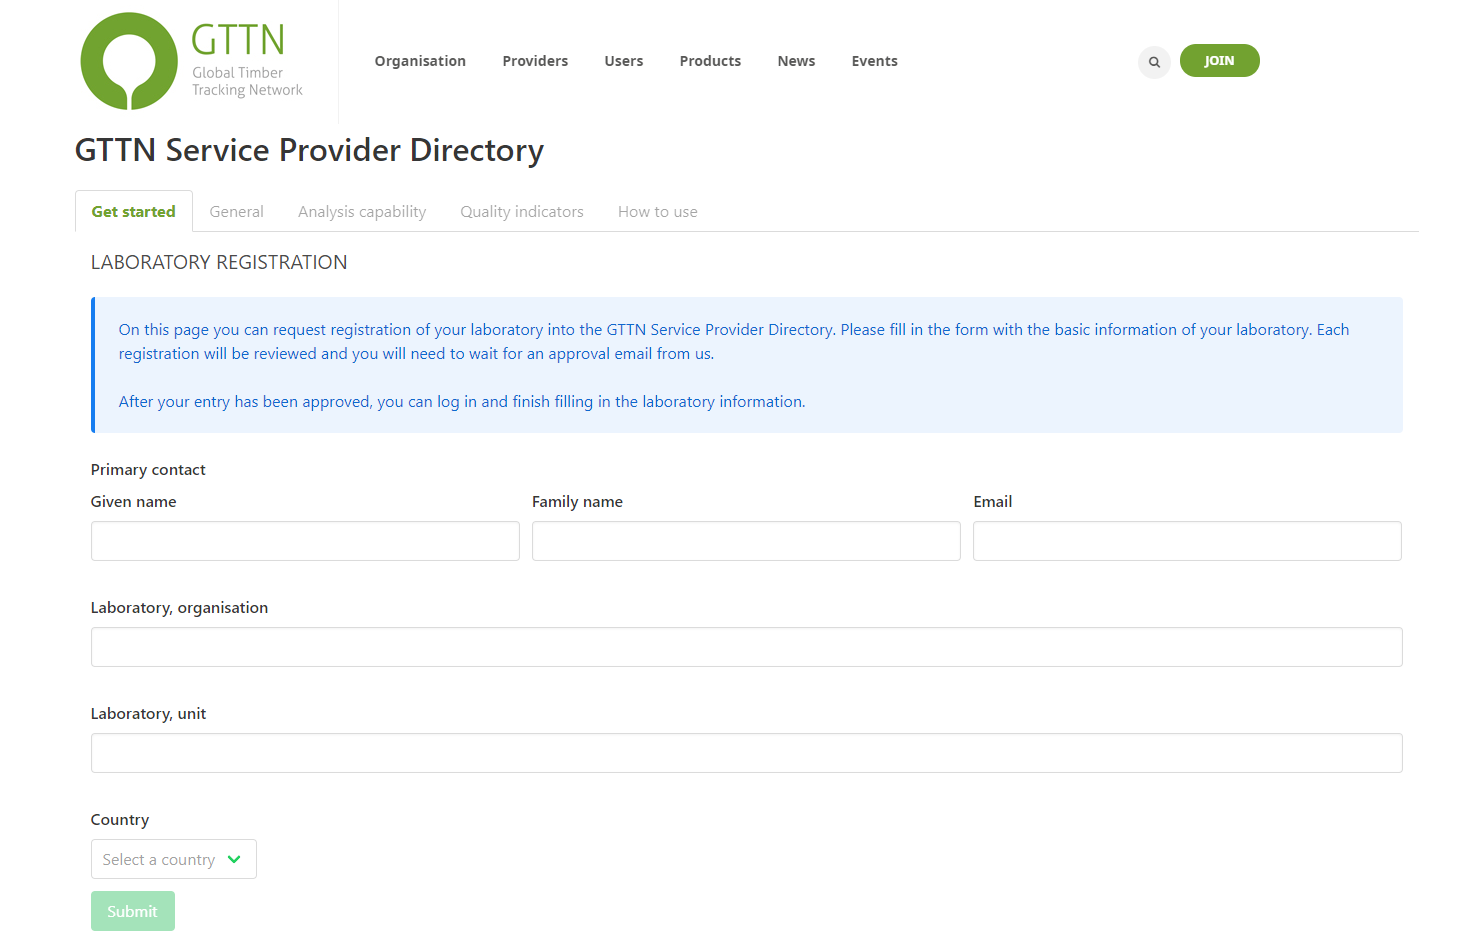 GTTN
Global Timber
Tracking Network
Organisation Providers Users Products News Events
JOIN
GTTN Service Provider Directory
Get started General Analysis capability Quality indicators How to use
LABORATORY REGISTRATION
On this page you can request registration of your laboratory into the GTTN Service Provider Directory. Please fill in the form with the basic information of your laboratory. Each
registration will be reviewed and you will need to wait for an approval email from us.
After your entry has been approved, you can log in and finish filling in the laboratory information.
Primary contact
Given name Family name Email
Laboratory, organisation
Laboratory, unit
Country
Select a country
Submit